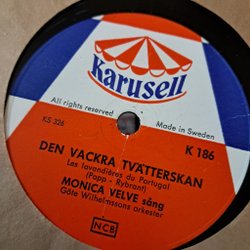 Karusell
All rights reserved
Made in Sweden
KS 326
K 186
DEN VACKRA TVÄTTERSKAN
Les lavandières du Portugal
(Popp - Rybrant)
MONICA VELVE sång
Göte Wilhelmssons orkester
NCB